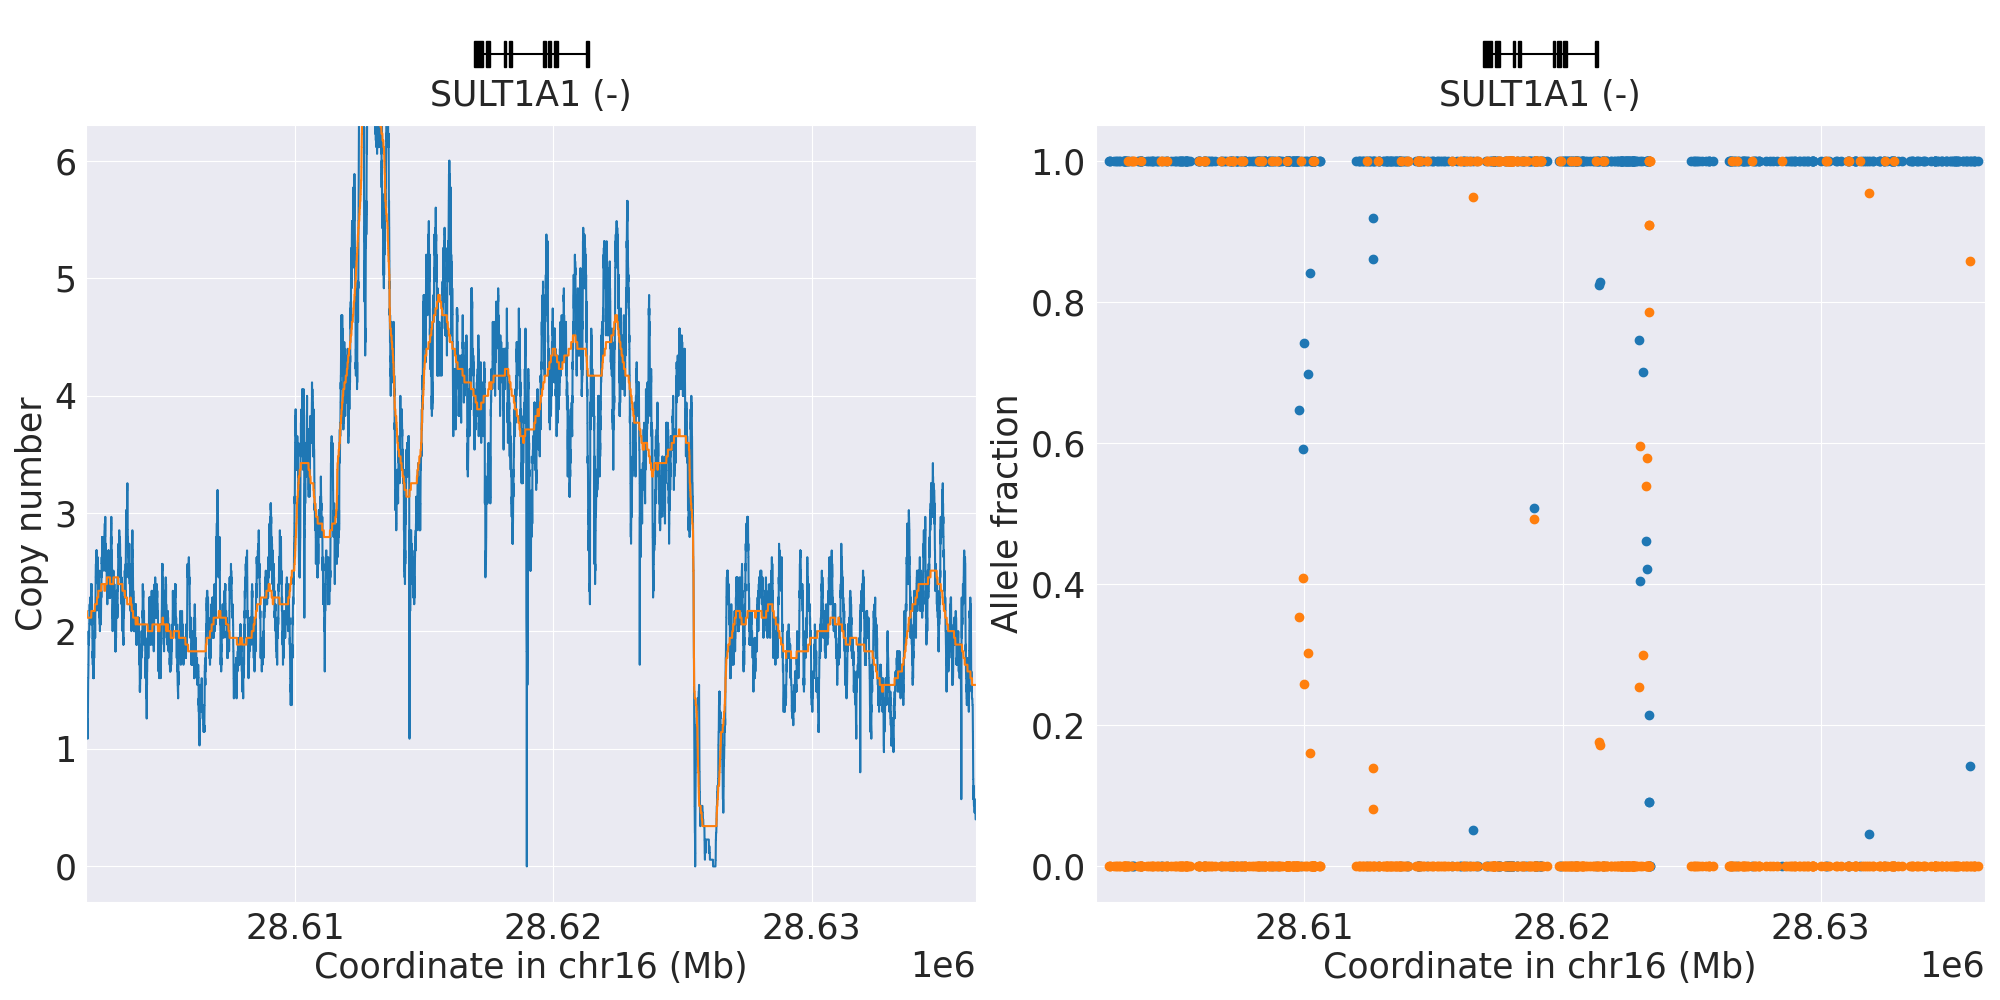 SULT1A1 (-)
6
5
4
3
2
1
0
Copy number
28.61
28.62
28.63
Coordinate in chr16 (Mb)
1e6
SULT1A1 (-)
1.0
0.8
0.6
0.4
0.2
0.0
Allele fraction
28.61
28.62
28.63
Coordinate in chr16 (Mb)
1e6